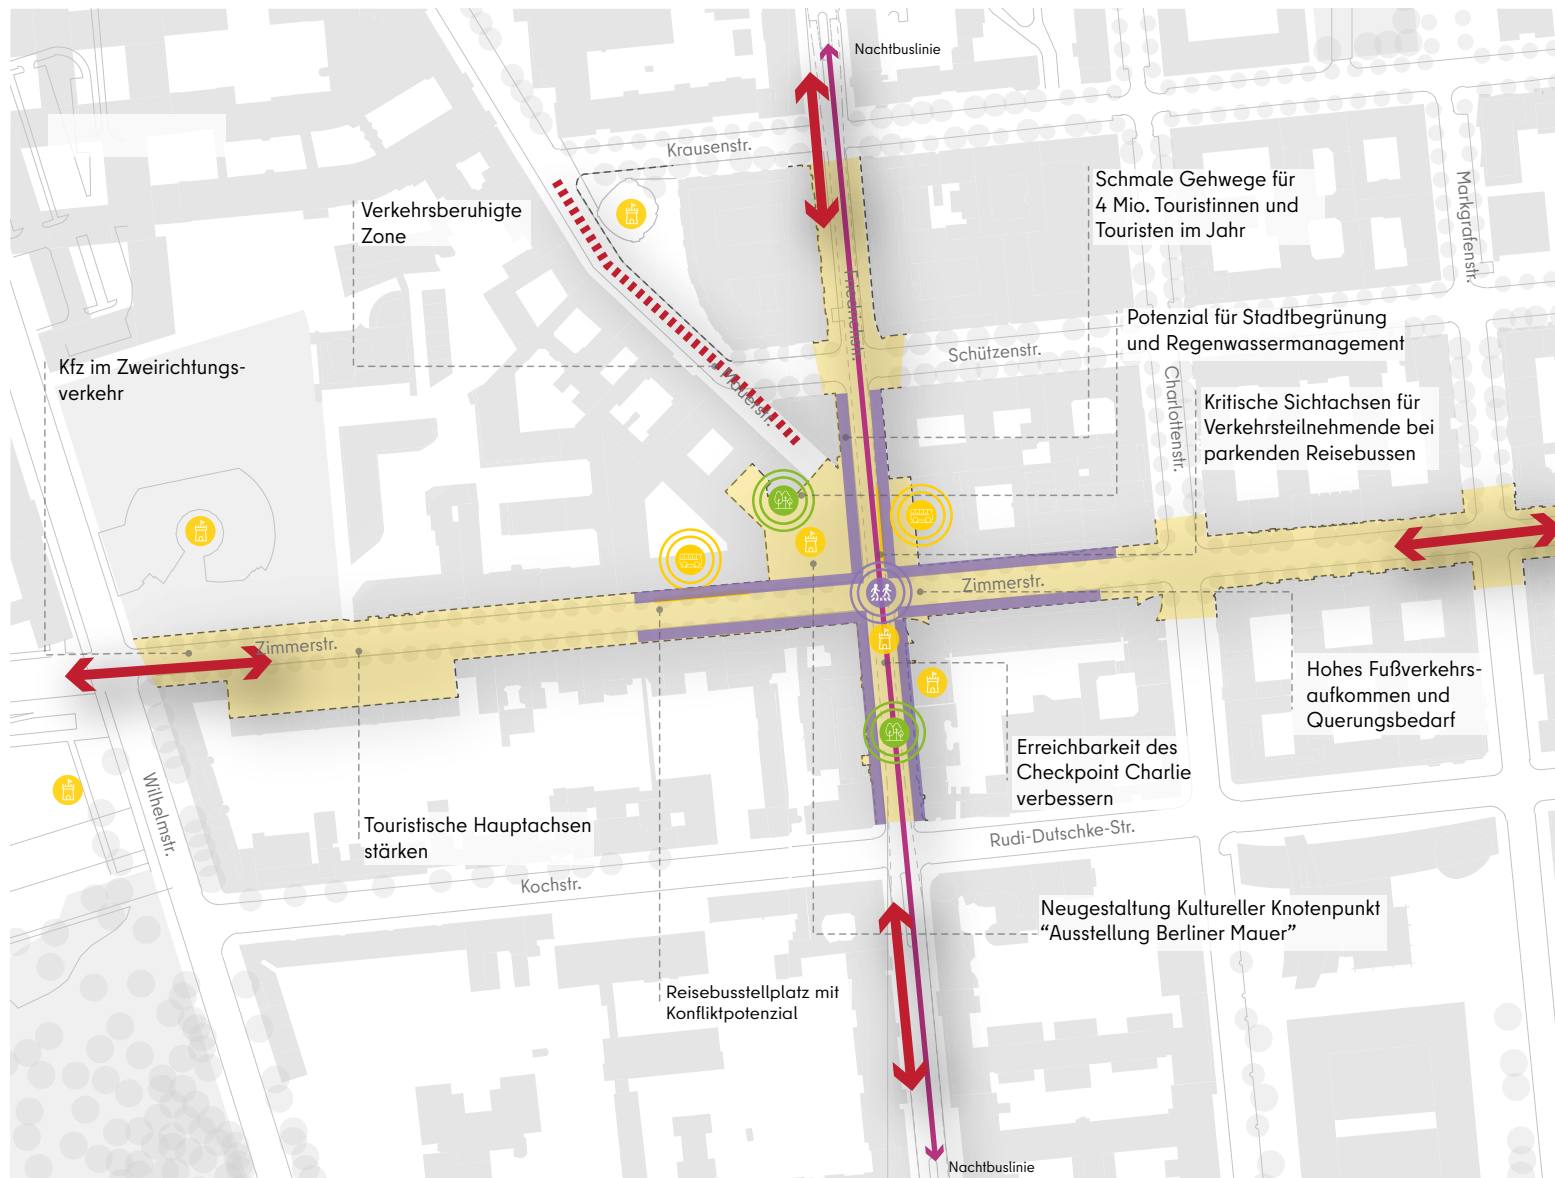 Nachtbuslinie
Krausenstr.
Schmale Gehwege für
4 Mio. Touristinnen und
Touristen im Jahr
Markgrafenstr.
Verkehrsberuhigte
Zone
Friedrichstr.
Potenzial für Stadtbegrünung
und Regenwassermanagement
Schützenstr.
Kfz im Zweirichtungs-
verkehr
Mauerstr.
Charlottenstr.
Kritische Sichtachsen für
Verkehrsteilnehmende bei
parkenden Reisebussen
Zimmerstr.
Zimmerstr.
Hohes Fußverkehrs-
aufkommen und
Querungsbedarf
Erreichbarkeit des
Checkpoint Charlie
verbessern
Wilhelmstr.
Touristische Hauptachsen
stärken
Rudi-Dutschke-Str.
Kochstr.
Neugestaltung Kultureller Knotenpunkt
“Ausstellung Berliner Mauer”
Reisebusstellplatz mit
Konfliktpotenzial
Nachtbuslinie